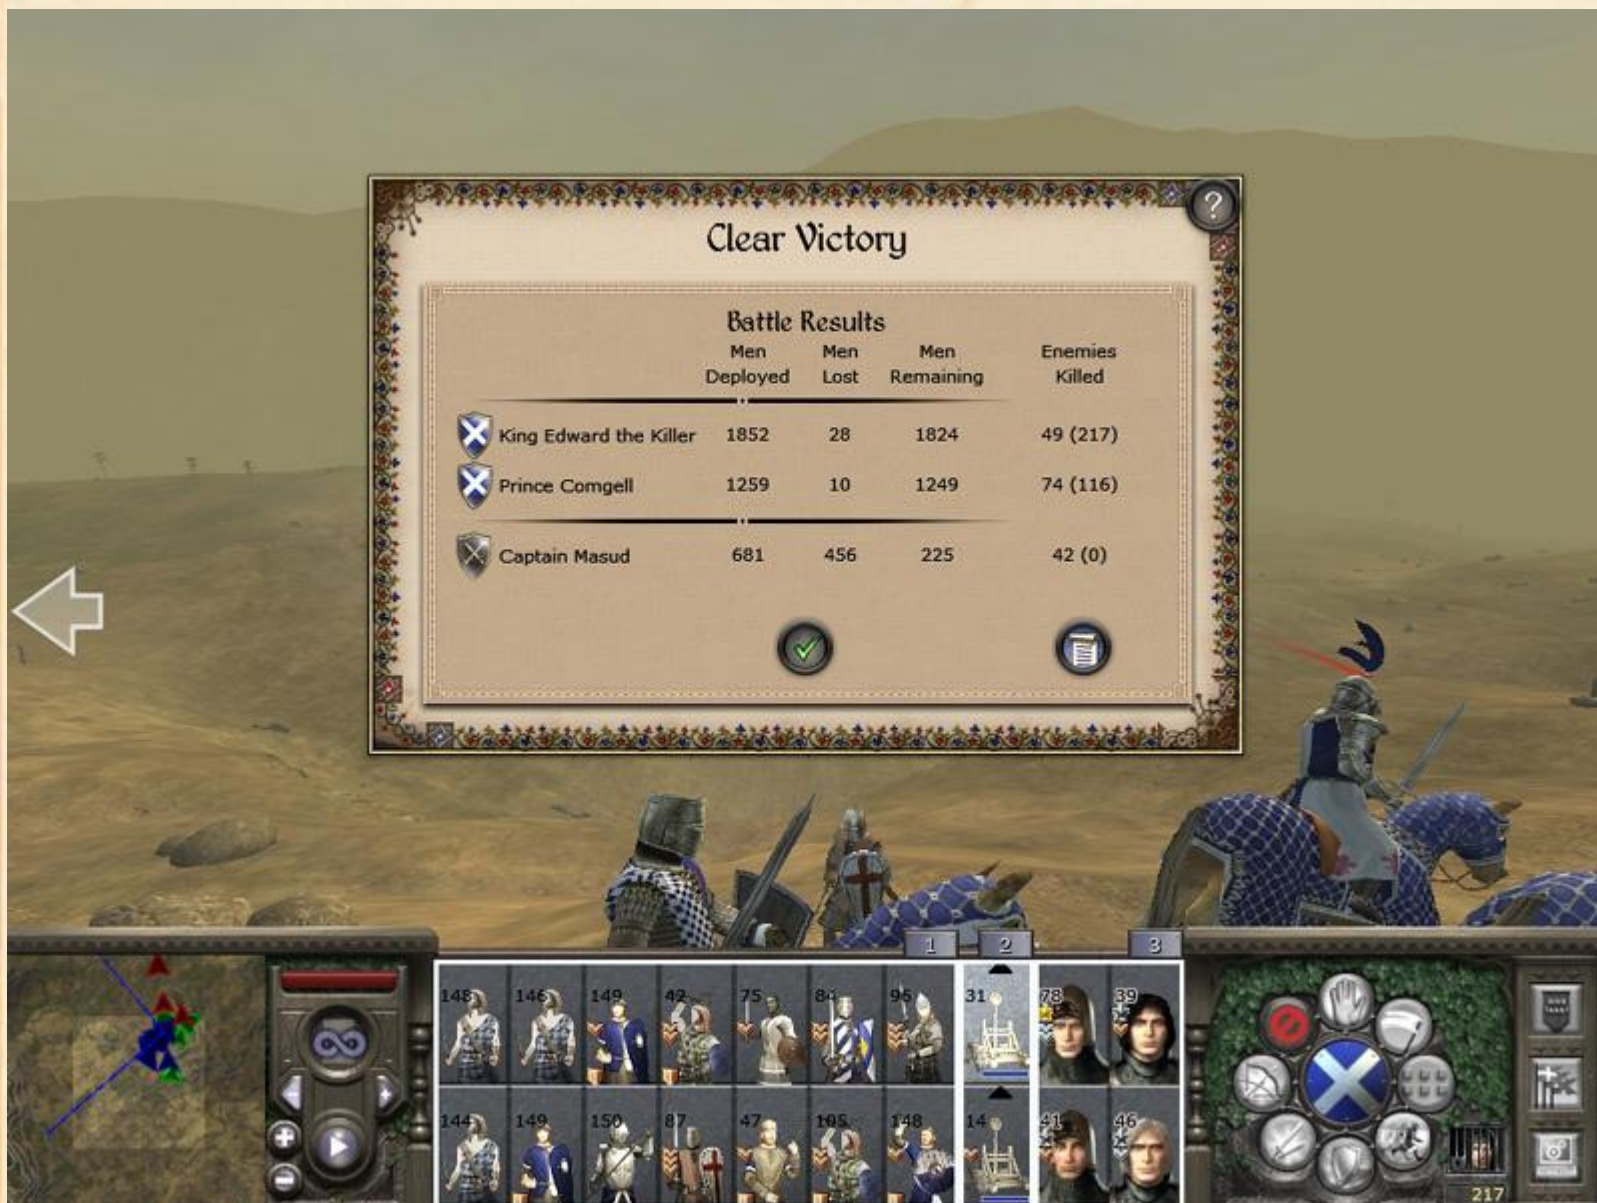 ?
Clear Victory
Battle Results
Men Deployed Men Lost Men Remaining Enemies Killed
King Edward the Killer 1852 28 1824 49 (217)
Prince Comgell 1259 10 1249 74 (116)
Captain Masud 681 456 225 42 (0)
1 2 3
148 146 149 42 75 84 96 31 78 39
144 149 150 87 47 105 148 14 41 46
217